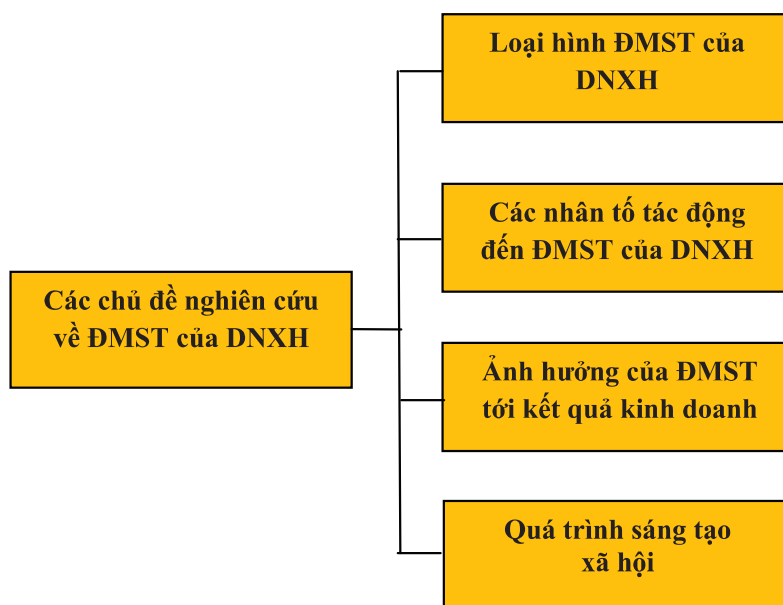 Loại hình ĐMST của
DNXH
Các nhân tố tác động
đến ĐMST của DNXH
Các chủ đề nghiên cứu
về ĐMST của DNXH
Ảnh hưởng của ĐMST
tới kết quả kinh doanh
Quá trình sáng tạo
xã hội